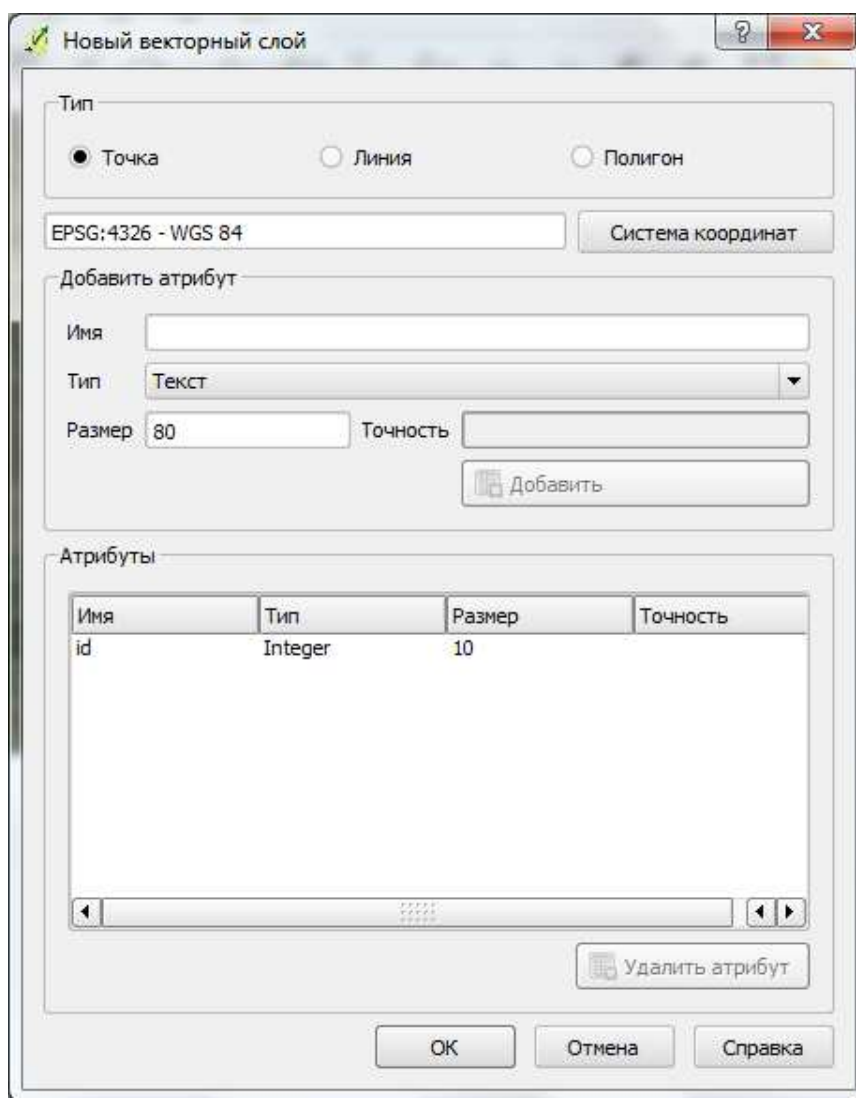 Новый векторный слой
Тип
Точка Линия Полигон
EPSG:4326 - WGS 84 Система координат
Добавить атрибут
Имя
Тип Текст
Размер 80 Точность
Добавить
Атрибуты
Имя Тип Размер Точность
id Integer 10
Удалить атрибут
ОК Отмена Справка